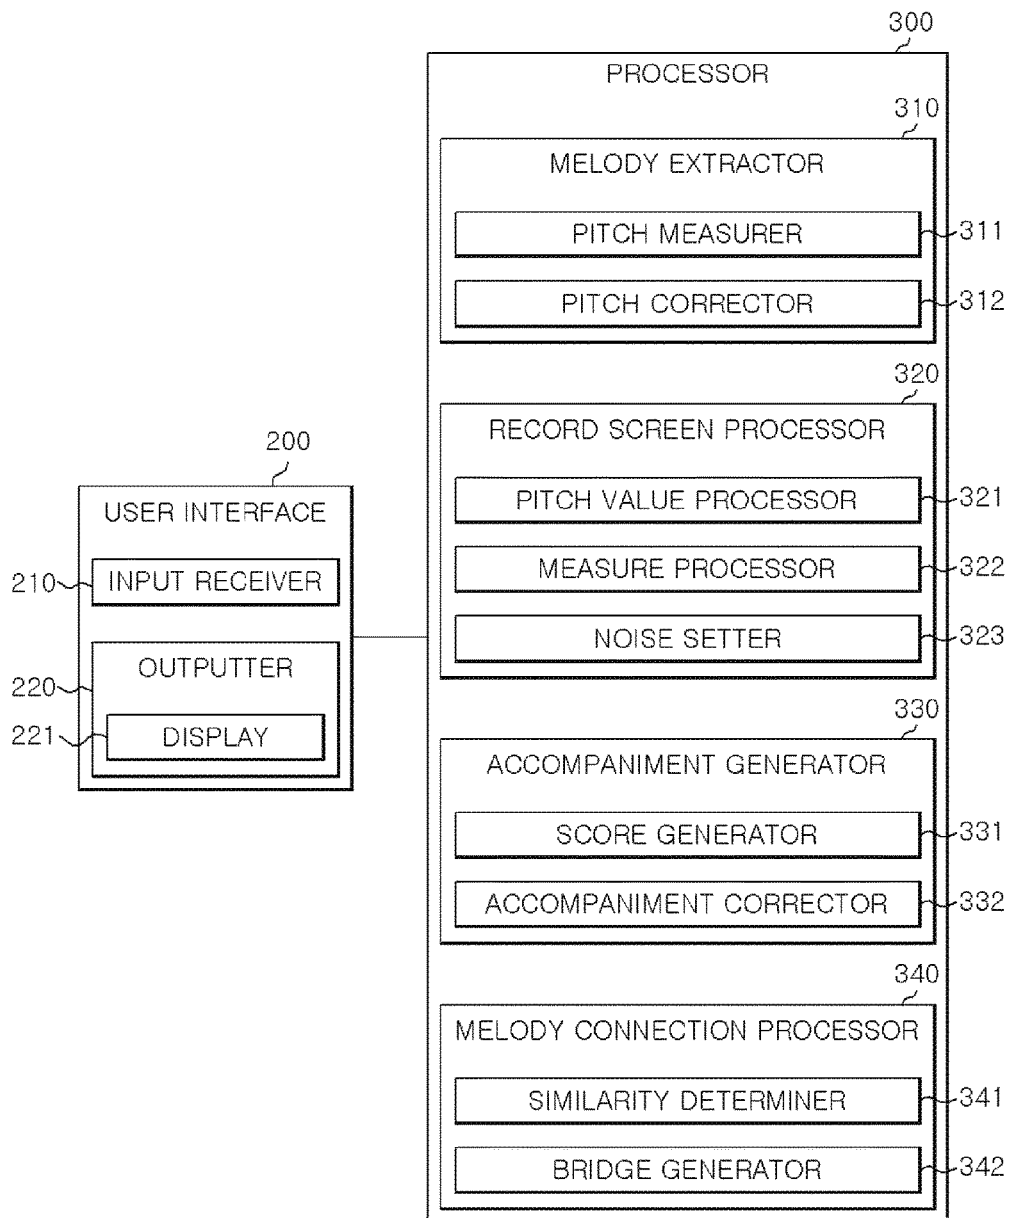 300
PROCESSOR
310
MELODY EXTRACTOR
PITCH MEASURER
311
PITCH CORRECTOR
312
320
RECORD SCREEN PROCESSOR
PITCH VALUE PROCESSOR
321
MEASURE PROCESSOR
322
NOISE SETTER
323
200
USER INTERFACE
210
INPUT RECEIVER
220
OUTPUTTER
221
DISPLAY
330
ACCOMPANIMENT GENERATOR
SCORE GENERATOR
331
ACCOMPANIMENT CORRECTOR
332
340
MELODY CONNECTION PROCESSOR
SIMILARITY DETERMINER
341
BRIDGE GENERATOR
342